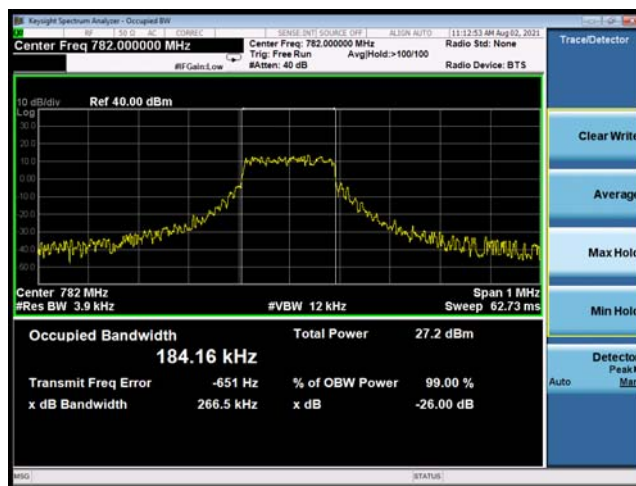 Keysight Spectrum Analyzer - Occupied BW
RF 50 Ω AC CORREC SENSE:INT SOURCE OFF ALIGN AUTO 11:12:53 AM Aug 02, 2021
Center Freq 782.000000 MHz
Center Freq: 782.000000 MHz
Radio Std: None
Trig: Free Run Avg|Hold:>100/100
#IFGain:Low #Atten: 40 dB
Radio Device: BTS
Trace/Detector
10 dB/div Ref 40.00 dBm
Log
30.0
20.0
10.0
0.00
10.0
20.0
30.0
40.0
50.0
Center 782 MHz Span 1 MHz
#Res BW 3.9 kHz #VBW 12 kHz Sweep 62.73 ms
Occupied Bandwidth Total Power 27.2 dBm
184.16 kHz
Transmit Freq Error -651 Hz % of OBW Power 99.00 %
x dB Bandwidth 266.5 kHz x dB -26.00 dB
Clear Write
Average
Max Hold
Min Hold
Detector
Peak
Auto Man
MSG STATUS